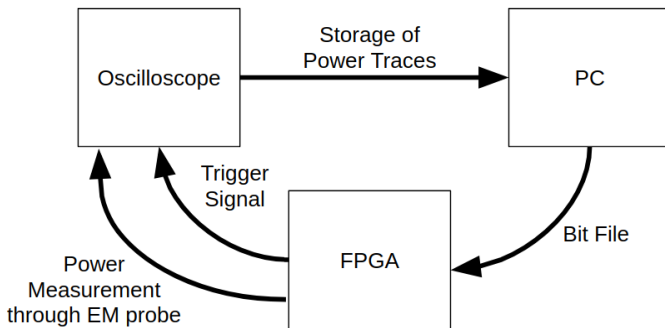 Storage of
Power Traces
Oscilloscope
PC
Trigger
Signal
Bit File
FPGA
Power
Measurement
through EM probe